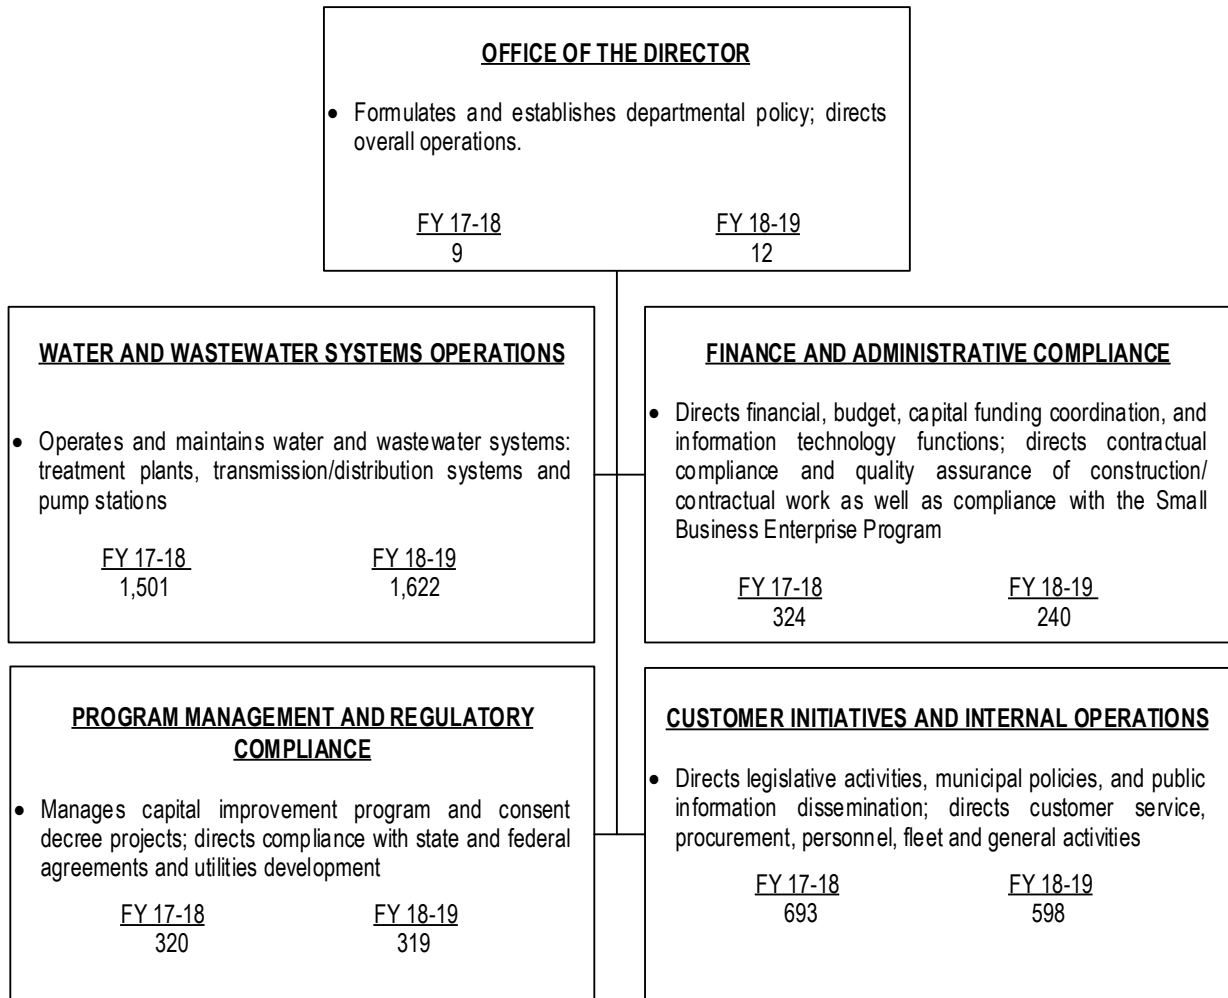 OFFICE OF THE DIRECTOR
• Formulates and establishes departmental policy; directs
overall operations.
FY 17-18 FY 18-19
9 12
WATER AND WASTEWATER SYSTEMS OPERATIONS
• Operates and maintains water and wastewater systems:
treatment plants, transmission/distribution systems and
pump stations
FY 17-18 FY 18-19
1,501 1,622
FINANCE AND ADMINISTRATIVE COMPLIANCE
• Directs financial, budget, capital funding coordination, and
information technology functions; directs contractual
compliance and quality assurance of construction/
contractual work as well as compliance with the Small
Business Enterprise Program
FY 17-18 FY 18-19
324 240
PROGRAM MANAGEMENT AND REGULATORY
COMPLIANCE
• Manages capital improvement program and consent
decree projects; directs compliance with state and federal
agreements and utilities development
FY 17-18 FY 18-19
320 319
CUSTOMER INITIATIVES AND INTERNAL OPERATIONS
• Directs legislative activities, municipal policies, and public
information dissemination; directs customer service,
procurement, personnel, fleet and general activities
FY 17-18 FY 18-19
693 598